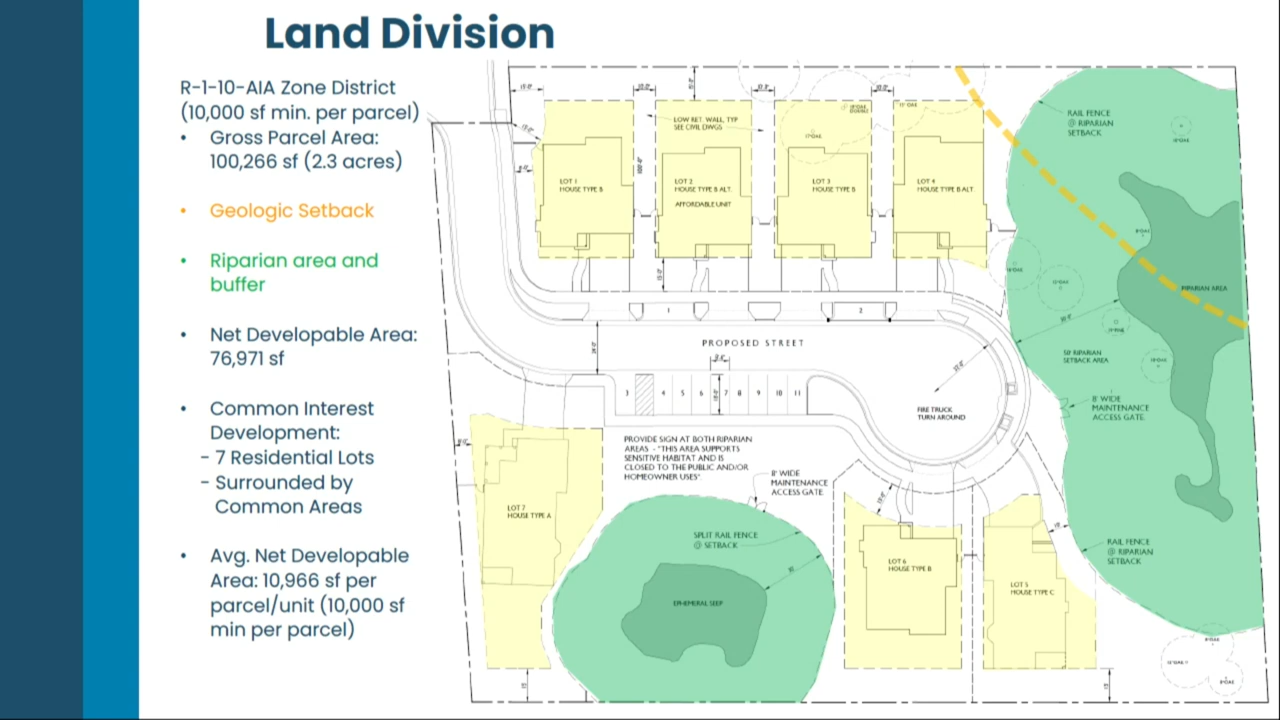 Land Division
R-1-10-AIA Zone District
(10,000 sf min. per parcel)
• Gross Parcel Area:
100,266 sf (2.3 acres)
• Geologic Setback
• Riparian area and
buffer
• Net Developable Area:
76,971 sf
• Common Interest
Development:
- 7 Residential Lots
- Surrounded by
Common Areas
• Avg. Net Developable
Area: 10,966 sf per
parcel/unit (10,000 sf
min per parcel)
LOW RET. WALL, TYP
SEE CIVIL DWGS
RAIL FENCE
@ RIPARIAN
SETBACK
LOT 1
HOUSE TYPE B
LOT 2
HOUSE TYPE B ALT.
AFFORDABLE UNIT
LOT 3
HOUSE TYPE B
LOT 4
HOUSE TYPE B ALT.
RIPARIAN AREA
1
2
PROPOSED STREET
50' RIPARIAN
SETBACK AREA
3 4 5 6 7 8 9 10 11
FIRE TRUCK
TURN AROUND
8' WIDE
MAINTENANCE
ACCESS GATE
PROVIDE SIGN AT BOTH RIPARIAN
AREAS - "THIS AREA SUPPORTS
SENSITIVE HABITAT AND IS
CLOSED TO THE PUBLIC AND/OR
HOMEOWNER USES".
8' WIDE
MAINTENANCE
ACCESS GATE
LOT 7
HOUSE TYPE A
SPLIT RAIL FENCE
@ SETBACK
EPHEMERAL SEEP
LOT 6
HOUSE TYPE B
LOT 5
HOUSE TYPE C
RAIL FENCE
@ RIPARIAN
SETBACK